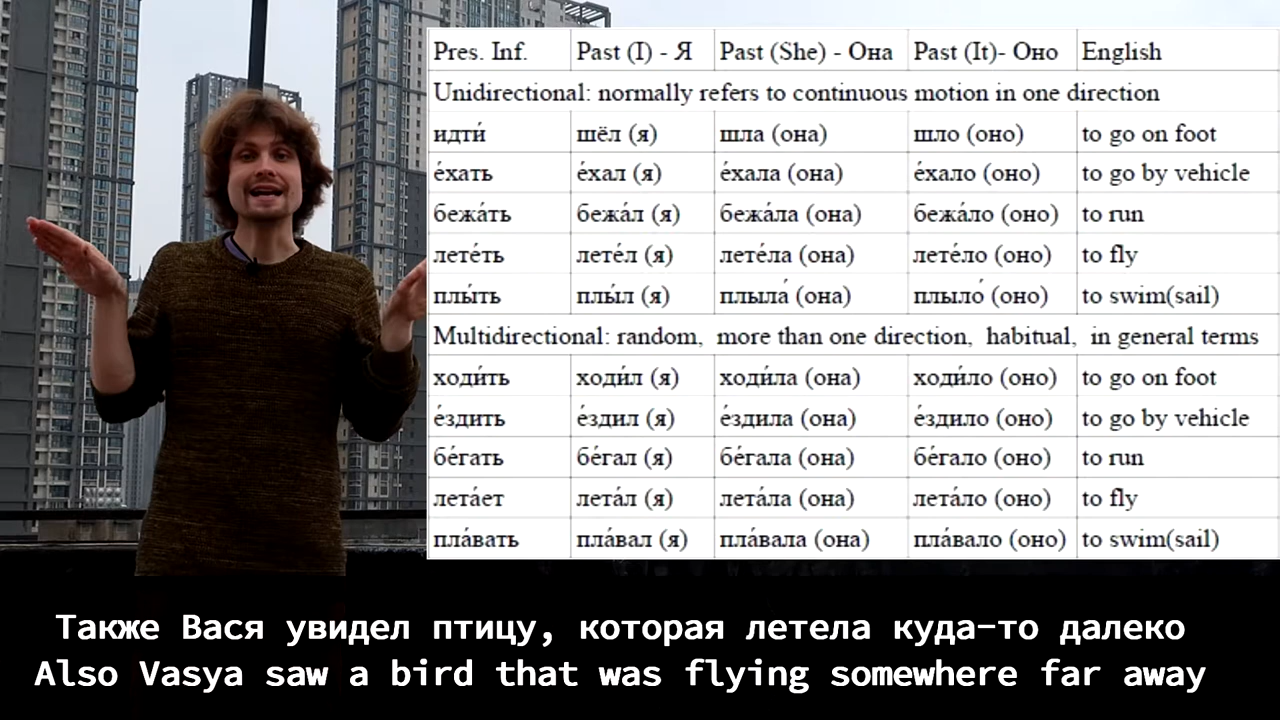 Pres. Inf. Past (I) - Я Past (She) - Она Past (It)- Оно English
Unidirectional: normally refers to continuous motion in one direction
идти́ шёл (я) шла (она) шло (оно) to go on foot
е́хать е́хал (я) е́хала (она) е́хало (оно) to go by vehicle
бежа́ть бежа́л (я) бежа́ла (она) бежа́ло (оно) to run
лете́ть лете́л (я) лете́ла (она) лете́ло (оно) to fly
плы́ть плы́л (я) плыла́ (она) плыло́ (оно) to swim(sail)
Multidirectional: random, more than one direction, habitual, in general terms
ходи́ть ходи́л (я) ходи́ла (она) ходи́ло (оно) to go on foot
е́здить е́здил (я) е́здила (она) е́здило (оно) to go by vehicle
бе́гать бе́гал (я) бе́гала (она) бе́гало (оно) to run
лета́ет лета́л (я) лета́ла (она) лета́ло (оно) to fly
пла́вать пла́вал (я) пла́вала (она) пла́вало (оно) to swim(sail)
Также Вася увидел птицу, которая летела куда-то далеко
Also Vasya saw a bird that was flying somewhere far away